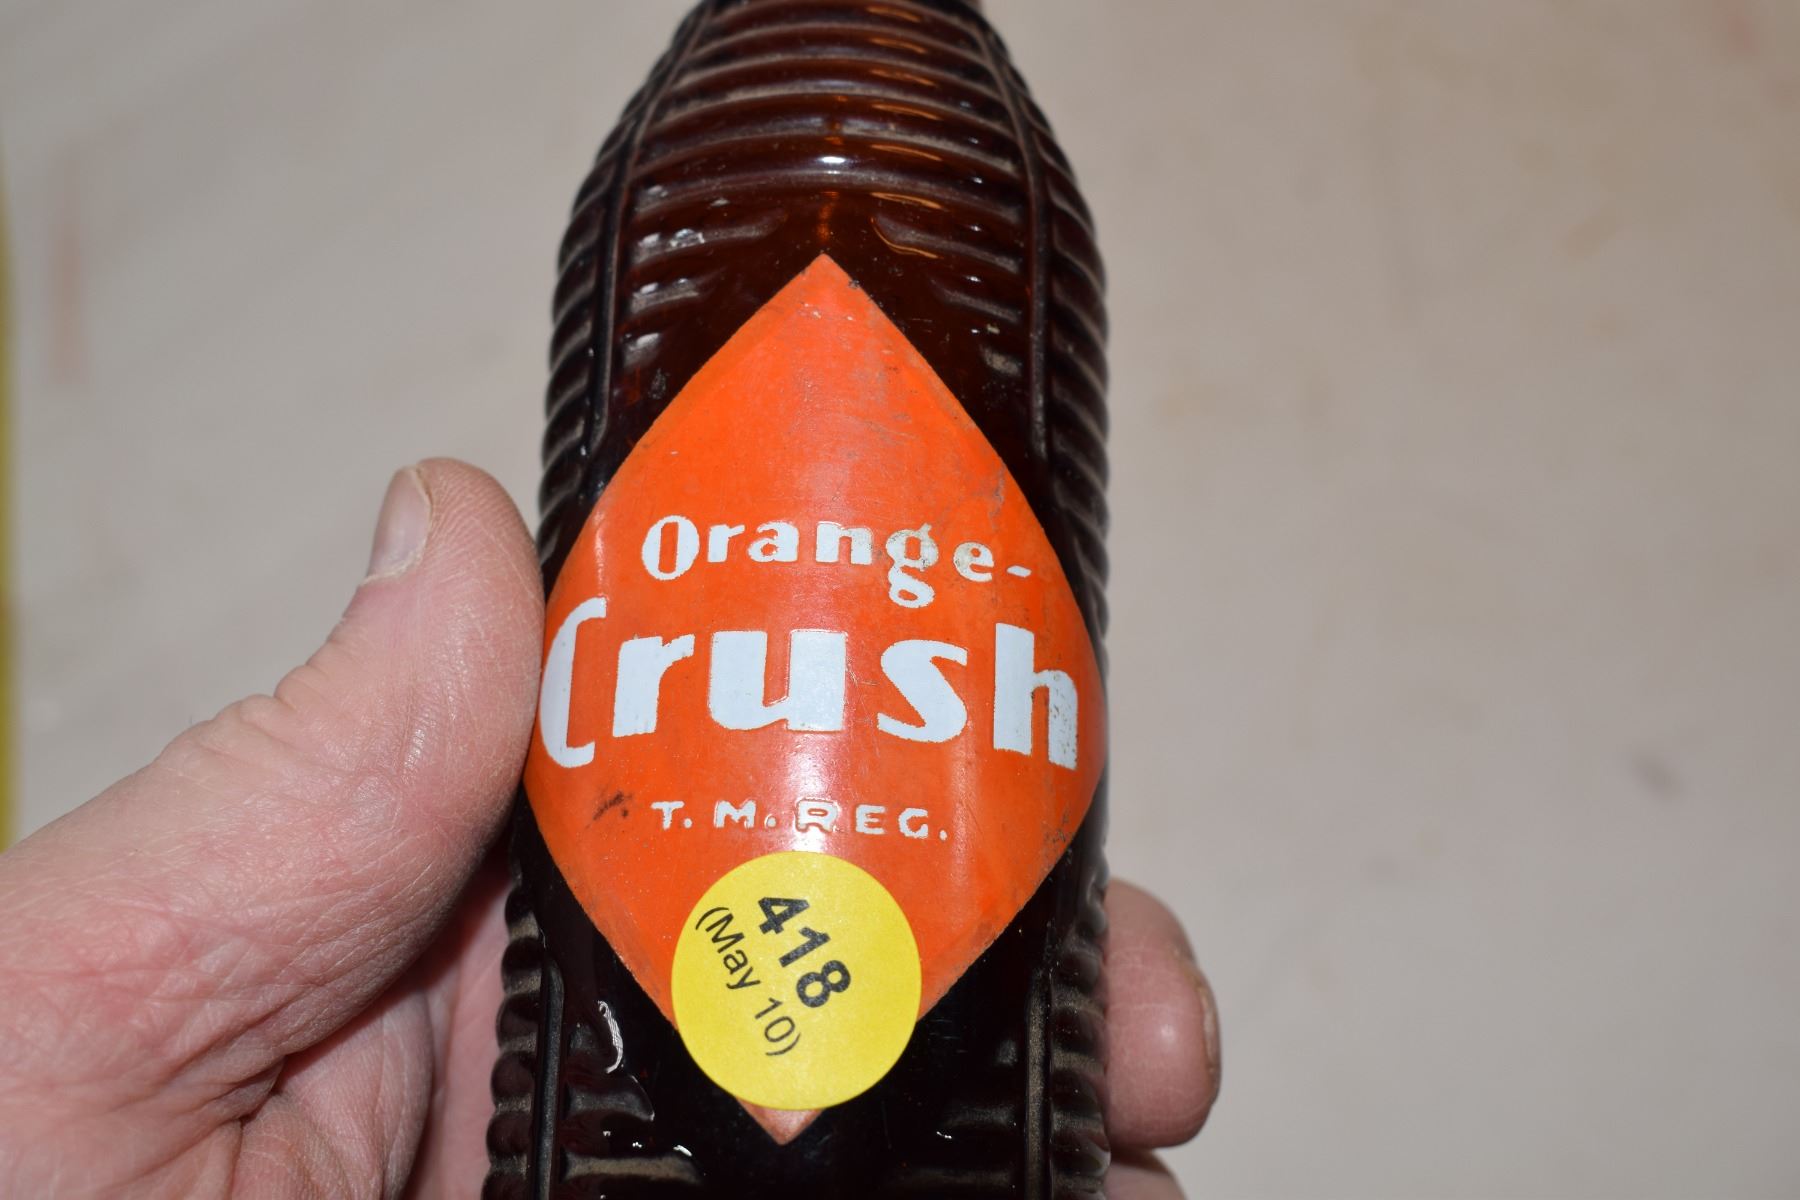 Orange-
Crush
T. M. REG.
418
(May 10)